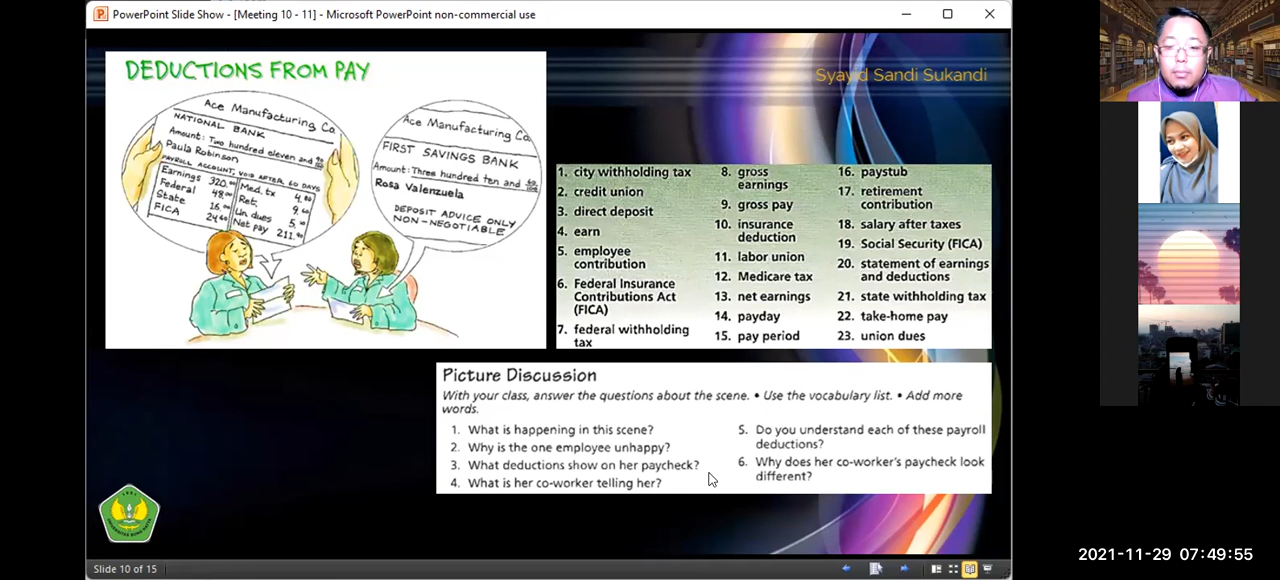 PowerPoint Slide Show - [Meeting 10 - 11] - Microsoft PowerPoint non-commercial use
DEDUCTIONS FROM PAY
Syayid Sandi Sukandi
Ace Manufacturing Co.
NATIONAL BANK
Amount: Two hundred eleven and
Paula Robinson
PAYROLL ACCOUNT, VOID AFTER 60 DAYS
Earnings 320.00
Federal 48.00
State 16.00
FICA 24.60
Med. tx 4.80
Ret. 9.60
Un dues 5.00
Net pay 211.90
Ace Manufacturing Co.
FIRST SAVINGS BANK
Amount: Three hundred ten and
Rosa Valenzuela
DEPOSIT ADVICE ONLY
NON-NEGOTIABLE
1. city withholding tax
2. credit union
3. direct deposit
4. earn
5. employee
contribution
6. Federal Insurance
Contributions Act
(FICA)
7. federal withholding
tax
8. gross
earnings
9. gross pay
10. insurance
deduction
11. labor union
12. Medicare tax
13. net earnings
14. payday
15. pay period
16. paystub
17. retirement
contribution
18. salary after taxes
19. Social Security (FICA)
20. statement of earnings
and deductions
21. state withholding tax
22. take-home pay
23. union dues
Picture Discussion
With your class, answer the questions about the scene. • Use the vocabulary list. • Add more
words.
1. What is happening in this scene?
2. Why is the one employee unhappy?
3. What deductions show on her paycheck?
4. What is her co-worker telling her?
5. Do you understand each of these payroll
deductions?
6. Why does her co-worker's paycheck look
different?
Slide 10 of 15
2021-11-29 07:49:55